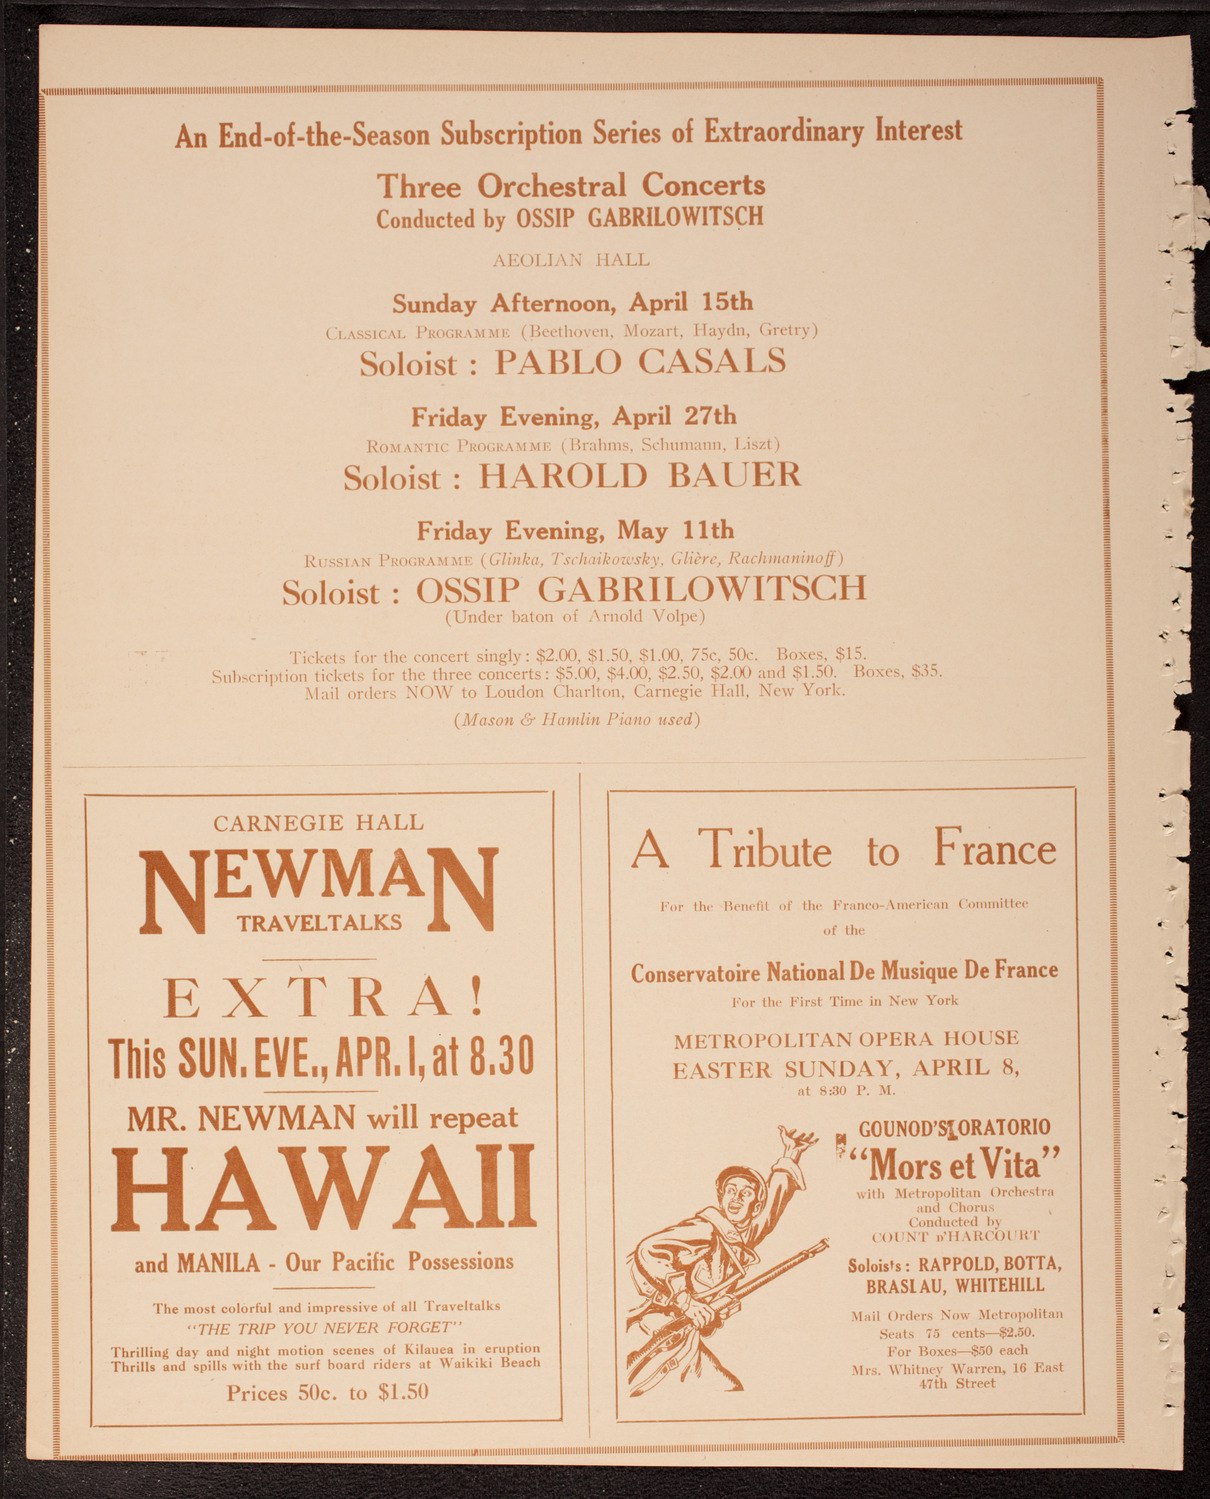 An End-of-the-Season Subscription Series of Extraordinary Interest
Three Orchestral Concerts
Conducted by OSSIP GABRILOWITSCH
AEOLIAN HALL
Sunday Afternoon, April 15th
CLASSICAL PROGRAMME (Beethoven, Mozart, Haydn, Gretry)
Soloist : PABLO CASALS
Friday Evening, April 27th
ROMANTIC PROGRAMME (Brahms, Schumann, Liszt)
Soloist : HAROLD BAUER
Friday Evening, May 11th
RUSSIAN PROGRAMME (Glinka, Tschaikowsky, Glière, Rachmaninoff)
Soloist : OSSIP GABRILOWITSCH
(Under baton of Arnold Volpe)
Tickets for the concert singly: $2.00, $1.50, $1.00, 75c, 50c. Boxes, $15.
Subscription tickets for the three concerts: $5.00, $4.00, $2.50, $2.00 and $1.50. Boxes, $35.
Mail orders NOW to Loudon Charlton, Carnegie Hall, New York.
(Mason & Hamlin Piano used)
CARNEGIE HALL
NEWMAN
TRAVELTALKS
EXTRA!
This SUN. EVE., APR. 1, at 8.30
MR. NEWMAN will repeat
HAWAII
and MANILA - Our Pacific Possessions
The most colorful and impressive of all Traveltalks
"THE TRIP YOU NEVER FORGET"
Thrilling day and night motion scenes of Kilauea in eruption
Thrills and spills with the surf board riders at Waikiki Beach
Prices 50c. to $1.50
A Tribute to France
For the Benefit of the Franco-American Committee
of the
Conservatoire National De Musique De France
For the First Time in New York
METROPOLITAN OPERA HOUSE
EASTER SUNDAY, APRIL 8,
at 8:30 P. M.
GOUNOD'S ORATORIO
"Mors et Vita"
with Metropolitan Orchestra
and Chorus
Conducted by
COUNT D'HARCOURT
Soloists : RAPPOLD, BOTTA,
BRASLAU, WHITEHILL
Mail Orders Now Metropolitan
Seats 75 cents—$2.50.
For Boxes—$50 each
Mrs. Whitney Warren, 16 East
47th Street